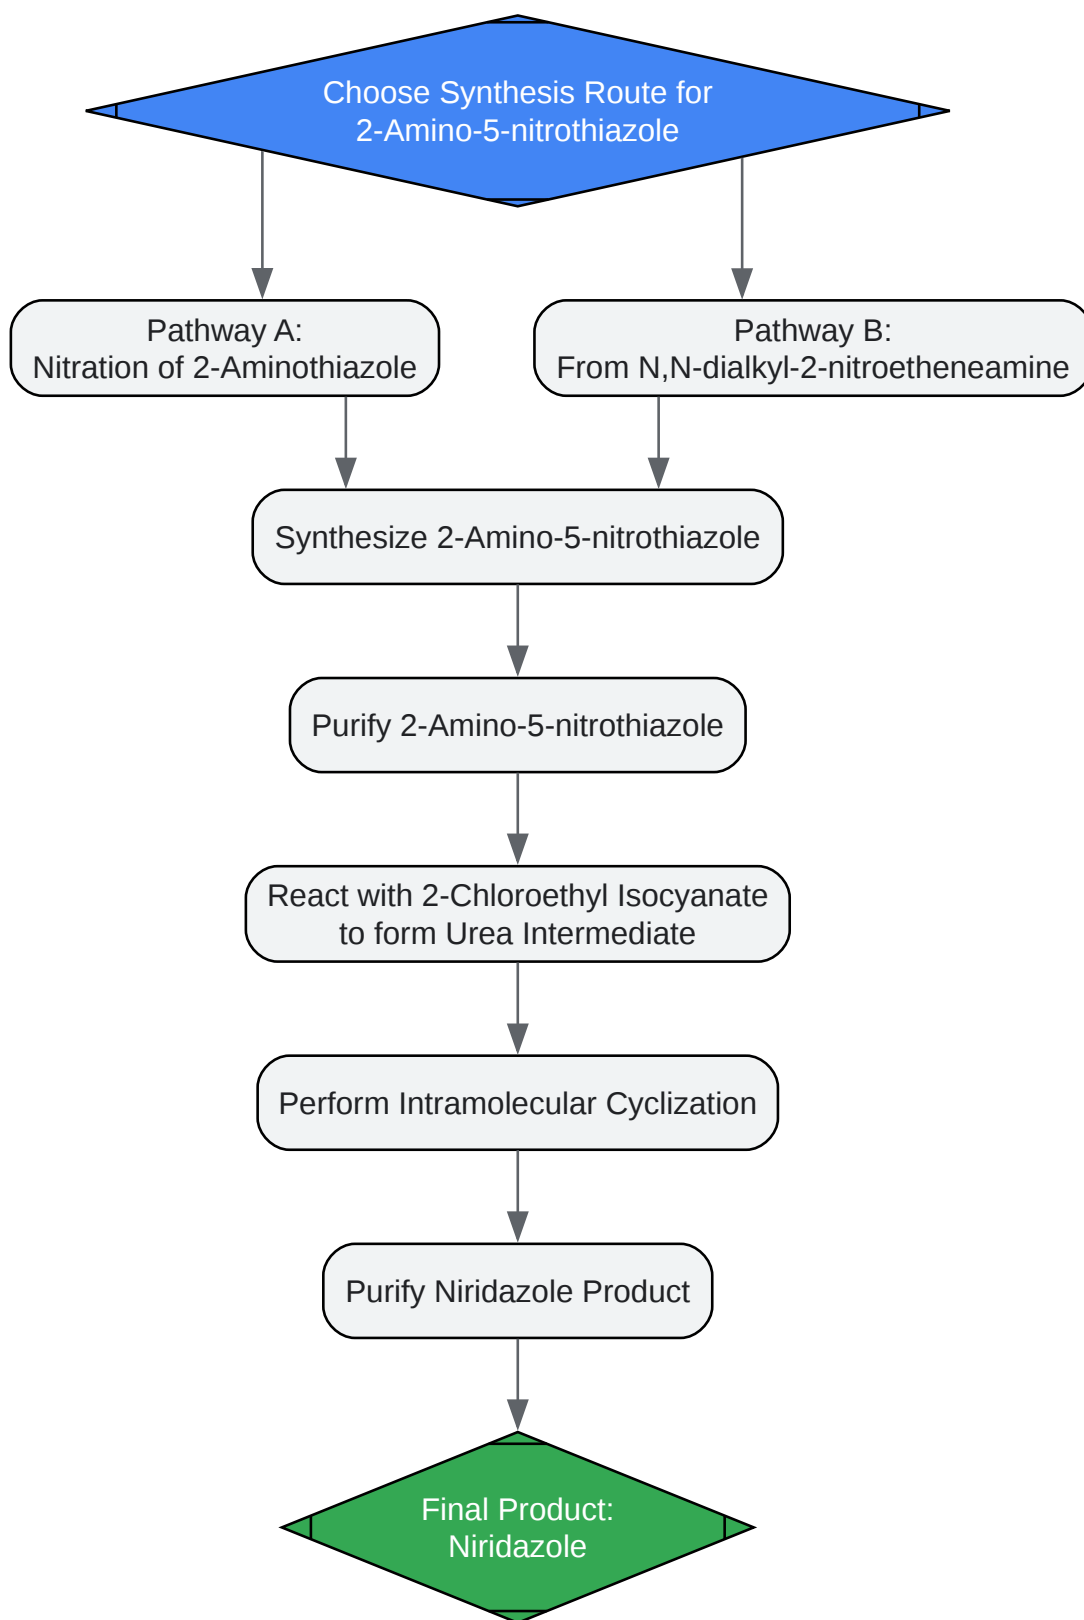 Choose Synthesis Route for
2-Amino-5-nitrothiazole
Pathway A:
Nitration of 2-Aminothiazole
Pathway B:
From N,N-dialkyl-2-nitroetheneamine
Synthesize 2-Amino-5-nitrothiazole
Purify 2-Amino-5-nitrothiazole
React with 2-Chloroethyl Isocyanate
to form Urea Intermediate
Perform Intramolecular Cyclization
Purify Niridazole Product
Final Product:
Niridazole